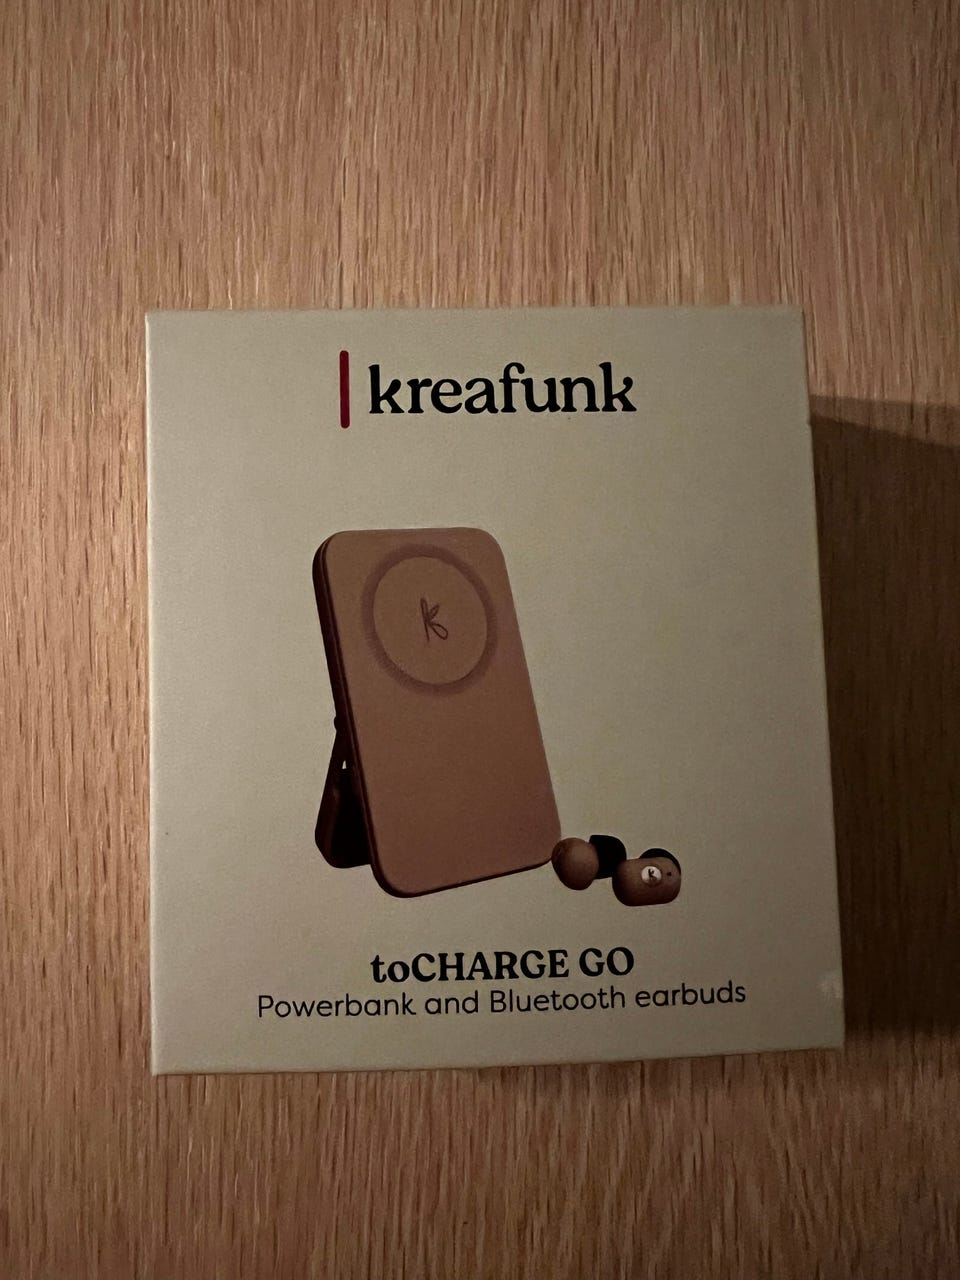 kreafunk
K
K
toCHARGE GO
Powerbank and Bluetooth earbuds